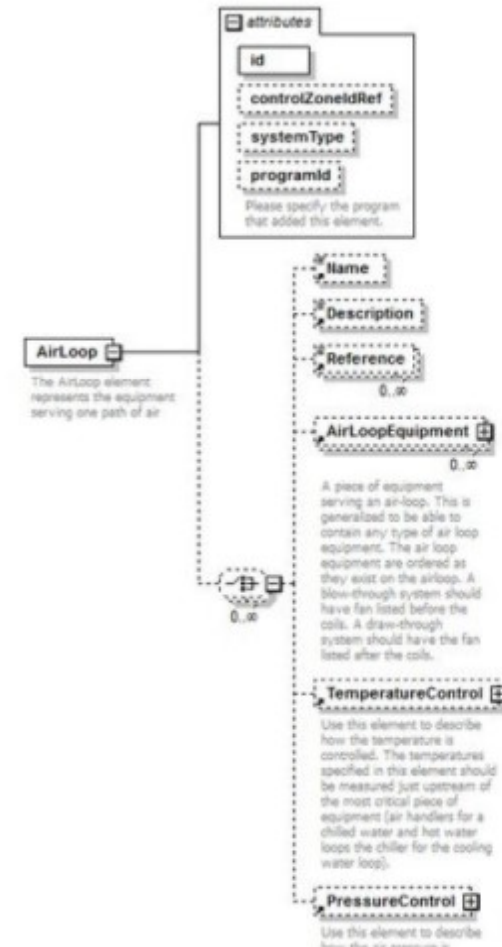 attributes
id
controlZoneIdRef
systemType
programId
Please specify the program
that added this element.
Name
Description
AirLoop
Reference
0..∞
The AirLoop element
represents the equipment
serving one path of air
AirLoopEquipment
0..∞
A piece of equipment
serving an air-loop. This is
generalized to be able to
contain any type of air loop
equipment. The air loop
equipment are ordered as
they exist on the airloop. A
blow-through system should
have fan listed before the
coils. A draw-through
system should have the fan
listed after the coils.
0..∞
TemperatureControl
Use this element to describe
how the temperature is
controlled. The temperatures
specified in this element should
be measured just upstream of
the most critical piece of
equipment (air handlers for a
chilled water and hot water
loops the chiller for the cooling
water loop).
PressureControl
Use this element to describe